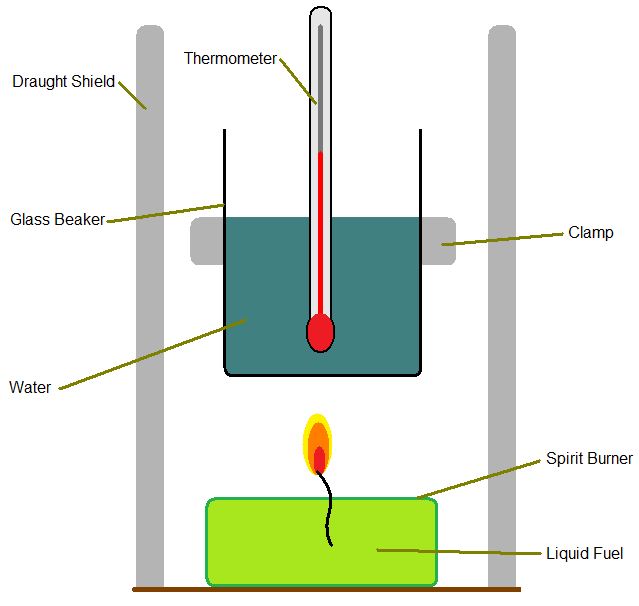 Thermometer
Draught Shield
Glass Beaker
Clamp
Water
Spirit Burner
Liquid Fuel